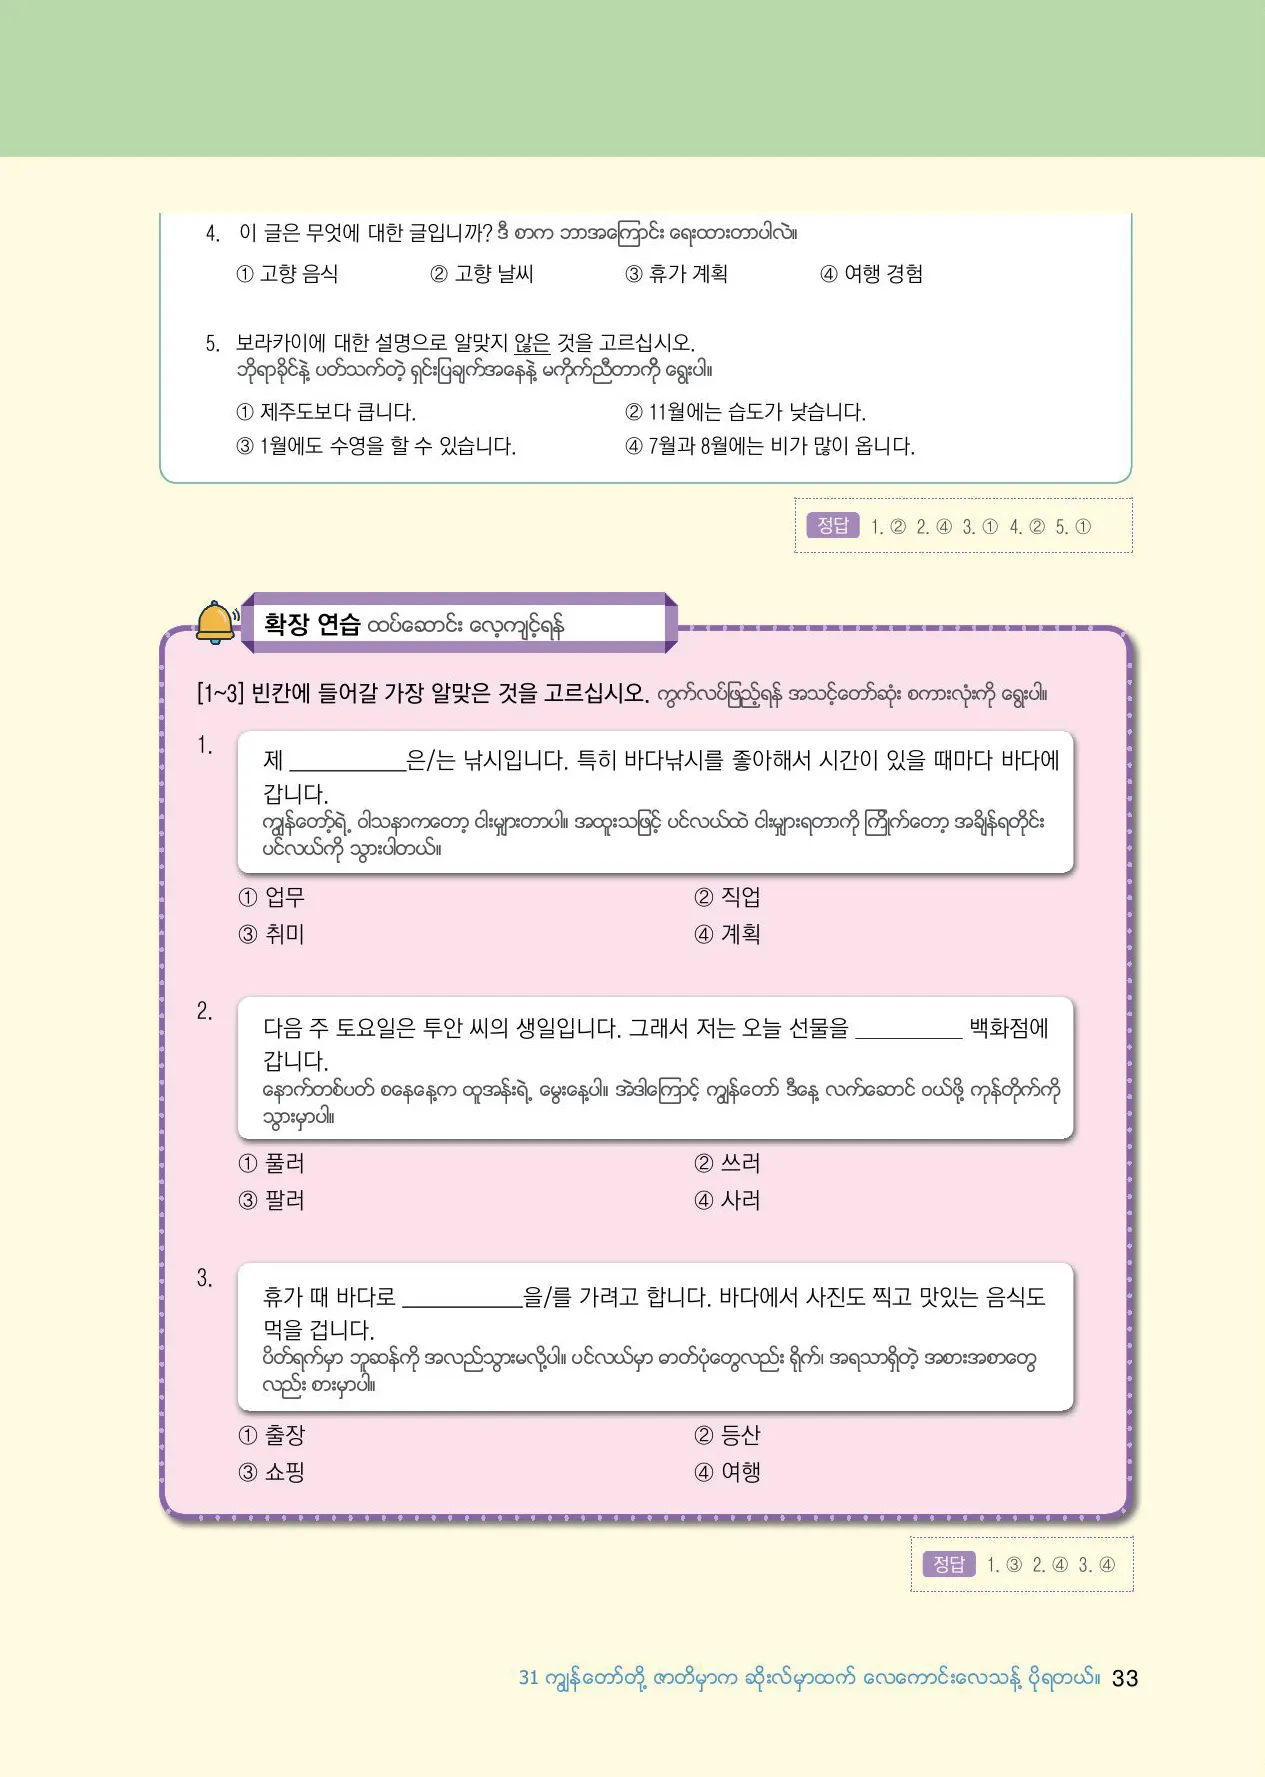 4. 이 글은 무엇에 대한 글입니까? ဒီ စာက ဘာအကြောင်း ရေးထားတာပါလဲ။
① 고향 음식 ② 고향 날씨 ③ 휴가 계획 ④ 여행 경험
5. 보라카이에 대한 설명으로 알맞지 않은 것을 고르십시오.
ဘိုရာခိုင်နဲ့ ပတ်သက်တဲ့ ရှင်းပြချက်အနေနဲ့ မကိုက်ညီတာကို ရွေးပါ။
① 제주도보다 큽니다. ② 11월에는 습도가 낮습니다.
③ 1월에도 수영을 할 수 있습니다. ④ 7월과 8월에는 비가 많이 옵니다.
정답 1. ② 2. ④ 3. ① 4. ② 5. ①
확장 연습 ထပ်ဆောင်း လေ့ကျင့်ရန်
[1~3] 빈칸에 들어갈 가장 알맞은 것을 고르십시오. ကွက်လပ်ဖြည့်ရန် အသင့်တော်ဆုံး စကားလုံးကို ရွေးပါ။
1. 제 __________은/는 낚시입니다. 특히 바다낚시를 좋아해서 시간이 있을 때마다 바다에
갑니다.
ကျွန်တော့်ရဲ့ ဝါသနာကတော့ ငါးမျှားတာပါ။ အထူးသဖြင့် ပင်လယ်ထဲ ငါးမျှားရတာကို ကြိုက်တော့ အချိန်ရတိုင်း
ပင်လယ်ကို သွားပါတယ်။
① 업무 ② 직업
③ 취미 ④ 계획
2. 다음 주 토요일은 투안 씨의 생일입니다. 그래서 저는 오늘 선물을 __________ 백화점에
갑니다.
နောက်တစ်ပတ် စနေနေ့က ထူအန်းရဲ့ မွေးနေ့ပါ။ အဲဒါကြောင့် ကျွန်တော် ဒီနေ့ လက်ဆောင် ဝယ်ဖို့ ကုန်တိုက်ကို
သွားမှာပါ။
① 풀러 ② 쓰러
③ 팔러 ④ 사러
3. 휴가 때 바다로 __________을/를 가려고 합니다. 바다에서 사진도 찍고 맛있는 음식도
먹을 겁니다.
ပိတ်ရက်မှာ ဘူဆန်ကို အလည်သွားမလို့ပါ။ ပင်လယ်မှာ ဓာတ်ပုံတွေလည်း ရိုက်၊ အရသာရှိတဲ့ အစားအစာတွေ
လည်း စားမှာပါ။
① 출장 ② 등산
③ 쇼핑 ④ 여행
정답 1. ③ 2. ④ 3. ④
31 ကျွန်တော်တို့ ဇာတိမှာက ဆိုးလ်မှာထက် လေကောင်းလေသန့် ပိုရတယ်။ 33